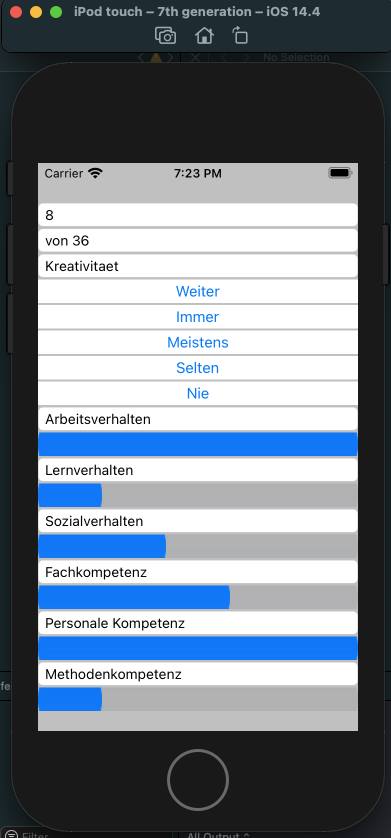 iPod touch – 7th generation – iOS 14.4
No Selection
Carrier 7:23 PM
8
von 36
Kreativitaet
Weiter
Immer
Meistens
Selten
Nie
Arbeitsverhalten
Lernverhalten
Sozialverhalten
Fachkompetenz
Personale Kompetenz
Methodenkompetenz
fe
Filter
All Output